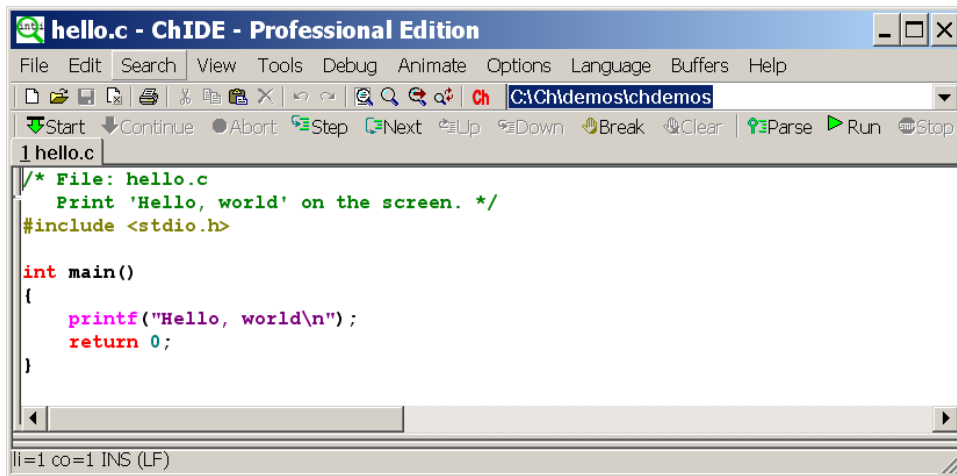 hello.c - ChIDE - Professional Edition
File Edit Search View Tools Debug Animate Options Language Buffers Help
Ch C:\Ch\demos\chdemos
Start Continue Abort Step Next Up Down Break Clear Parse Run Stop
1 hello.c
/* File: hello.c
   Print 'Hello, world' on the screen. */
#include <stdio.h>
int main()
{
    printf("Hello, world\n");
    return 0;
}
li=1 co=1 INS (LF)